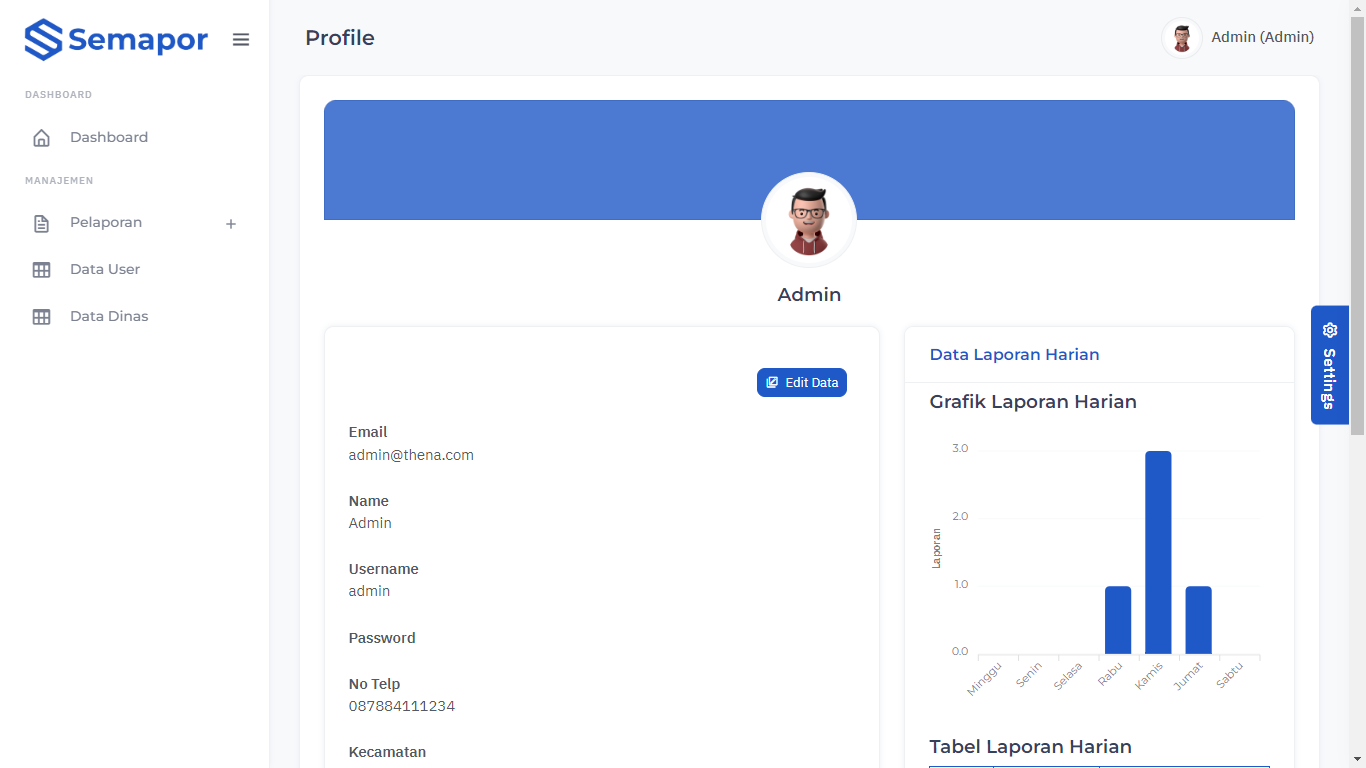 Semapor
Profile
Admin (Admin)
DASHBOARD
Dashboard
MANAJEMEN
Pelaporan
Data User
Data Dinas
Admin
Edit Data
Email
admin@thena.com
Name
Admin
Username
admin
Password
No Telp
087884111234
Kecamatan
Data Laporan Harian
Grafik Laporan Harian
3.0
2.0
1.0
0.0
Laporan
Minggu
Senin
Selasa
Rabu
Kamis
Jumat
Sabtu
Tabel Laporan Harian
Settings